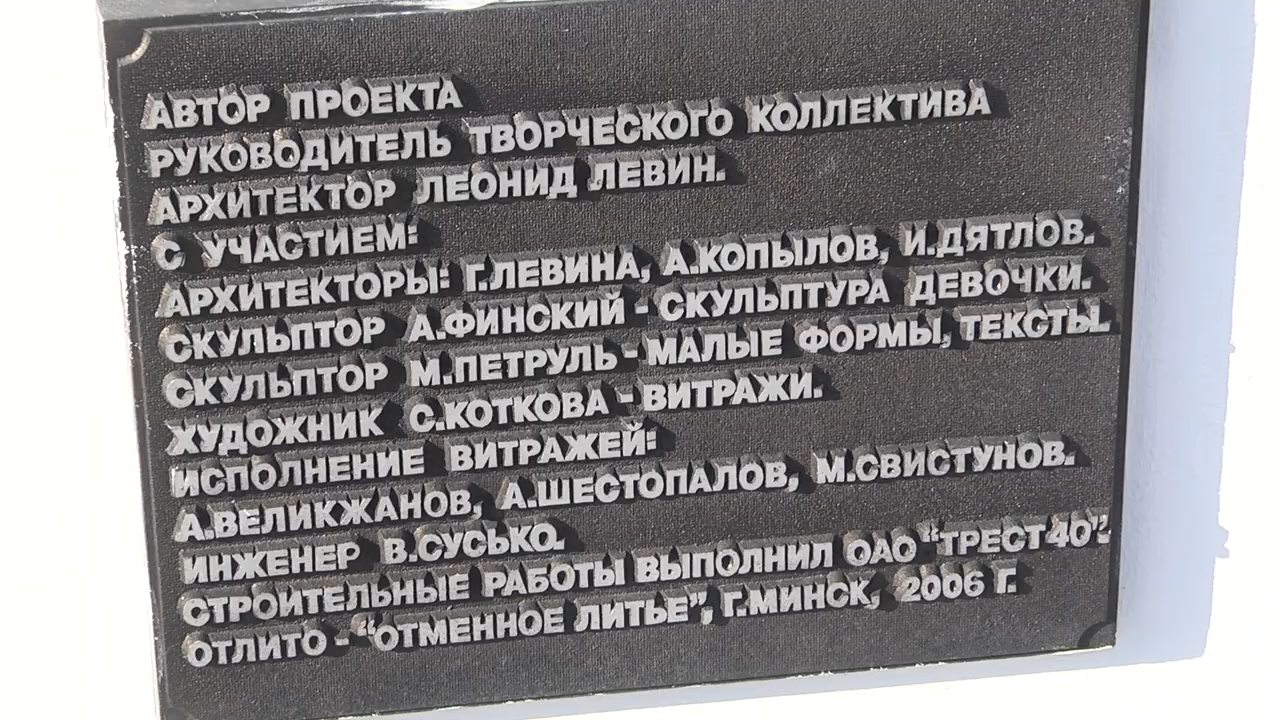 АВТОР ПРОЕКТА
РУКОВОДИТЕЛЬ ТВОРЧЕСКОГО КОЛЛЕКТИВА
АРХИТЕКТОР ЛЕОНИД ЛЕВИН.
С УЧАСТИЕМ:
АРХИТЕКТОРЫ: Г.ЛЕВИНА, А.КОПЫЛОВ, И.ДЯТЛОВ.
СКУЛЬПТОР А.ФИНСКИЙ - СКУЛЬПТУРА ДЕВОЧКИ.
СКУЛЬПТОР М.ПЕТРУЛЬ - МАЛЫЕ ФОРМЫ, ТЕКСТЫ.
ХУДОЖНИК С.КОТКОВА - ВИТРАЖИ.
ИСПОЛНЕНИЕ ВИТРАЖЕЙ:
А.ВЕЛИКЖАНОВ, А.ШЕСТОПАЛОВ, М.СВИСТУНОВ.
ИНЖЕНЕР В.СУСЬКО.
СТРОИТЕЛЬНЫЕ РАБОТЫ ВЫПОЛНИЛ ОАО “ТРЕСТ40”.
ОТЛИТО - “ОТМЕННОЕ ЛИТЬЕ”, Г.МИНСК, 2006 Г.